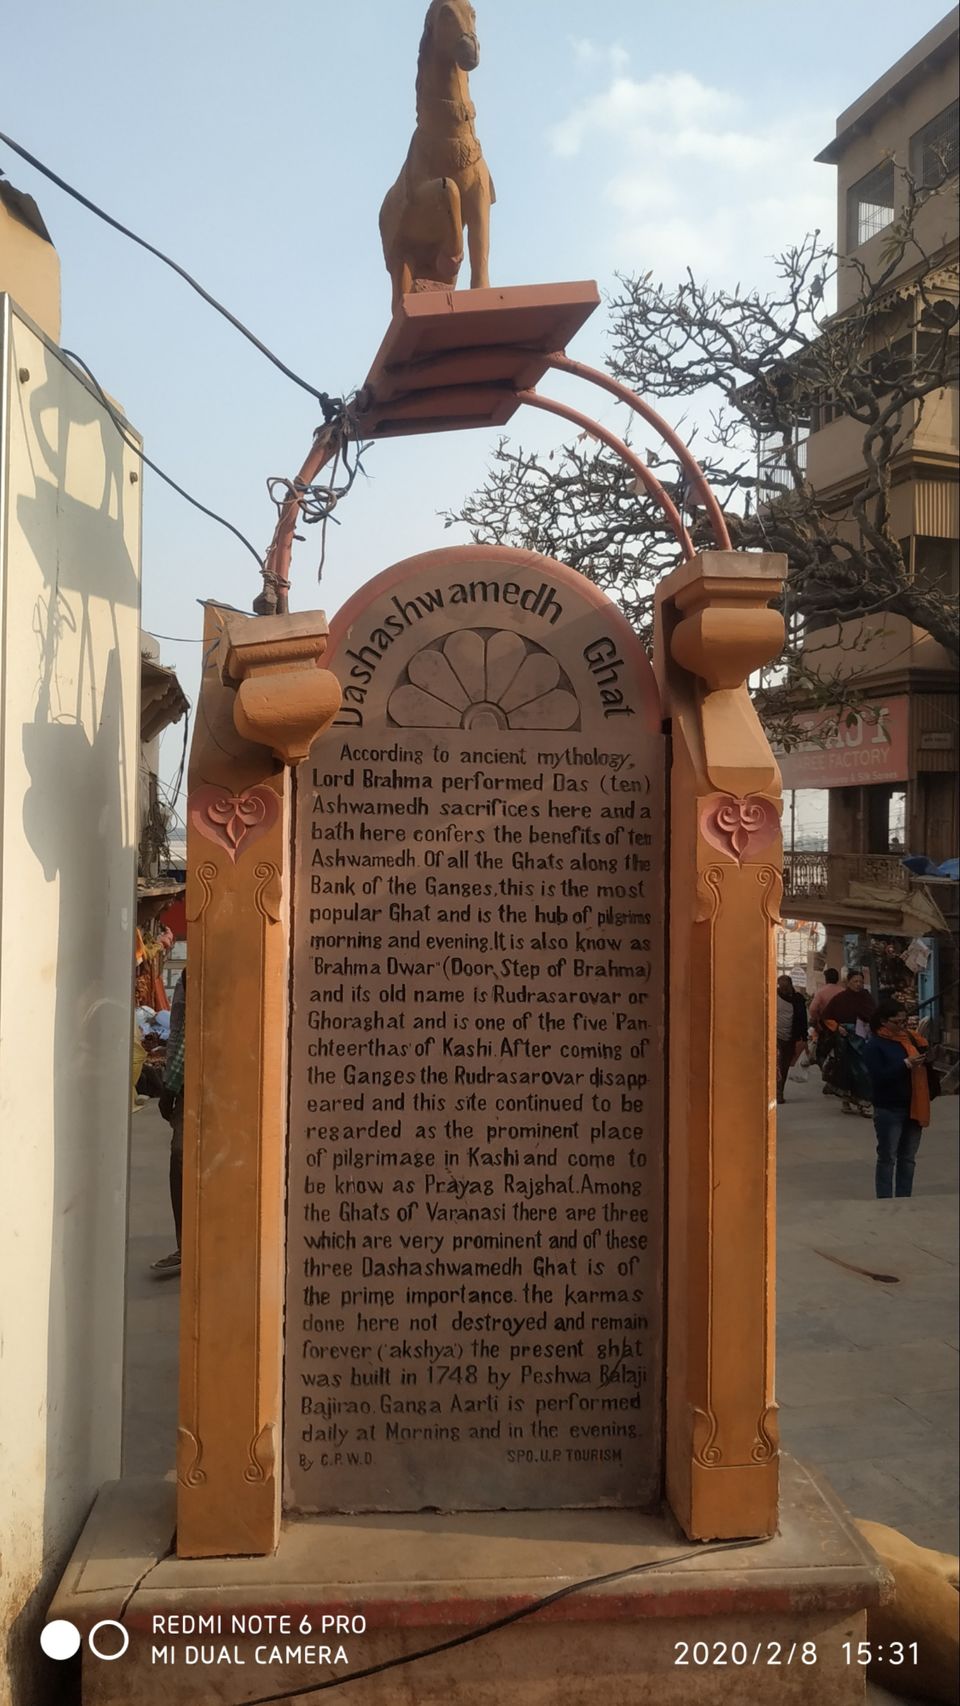 Dashashwamedh Ghat
According to ancient mythology,
Lord Brahma performed Das (ten)
Ashwamedh sacrifices here and a
bath here confers the benefits of ten
Ashwamedh. Of all the Ghats along the
Bank of the Ganges,this is the most
popular Ghat and is the hub of pilgrims
morning and evening.It is also know as
"Brahma Dwar"(Door Step of Brahma)
and its old name is Rudrasarovar or
Ghoraghat and is one of the five 'Pan-
chteerthas' of Kashi.After coming of
the Ganges the Rudrasarovar disapp-
eared and this site continued to be
regarded as the prominent place
of pilgrimage in Kashi and come to
be know as Prayag Rajghat.Among
the Ghats of Varanasi there are three
which are very prominent and of these
three Dashashwamedh Ghat is of
the prime importance. the karmas
done here not destroyed and remain
forever ('akshya') the present ghat
was built in 1748 by Peshwa Balaji
Bajirao. Ganga Aarti is performed
daily at Morning and in the evening.
By C.P.W.D. SPO.U.P. TOURISM
FACTORY
REDMI NOTE 6 PRO
MI DUAL CAMERA
2020/2/8 15:31